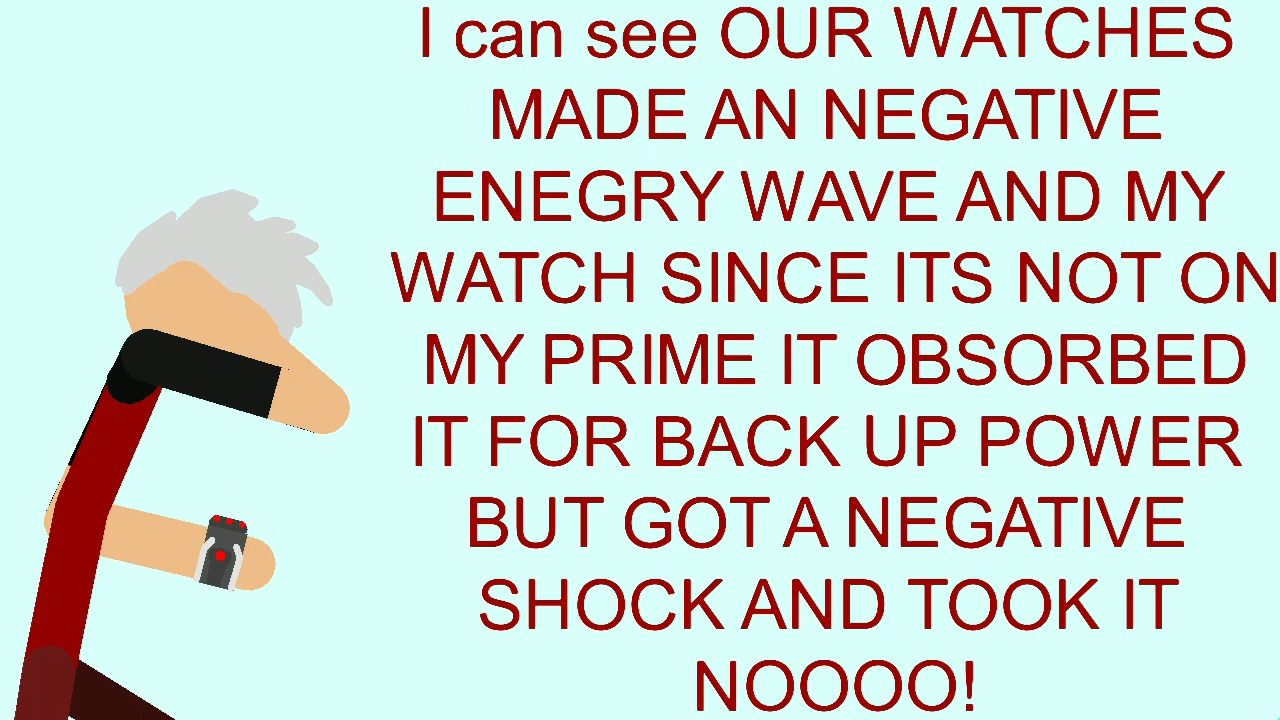 I can see OUR WATCHES
MADE AN NEGATIVE
ENEGRY WAVE AND MY
WATCH SINCE ITS NOT ON
MY PRIME IT OBSORBED
IT FOR BACK UP POWER
BUT GOT A NEGATIVE
SHOCK AND TOOK IT
NOOOO!